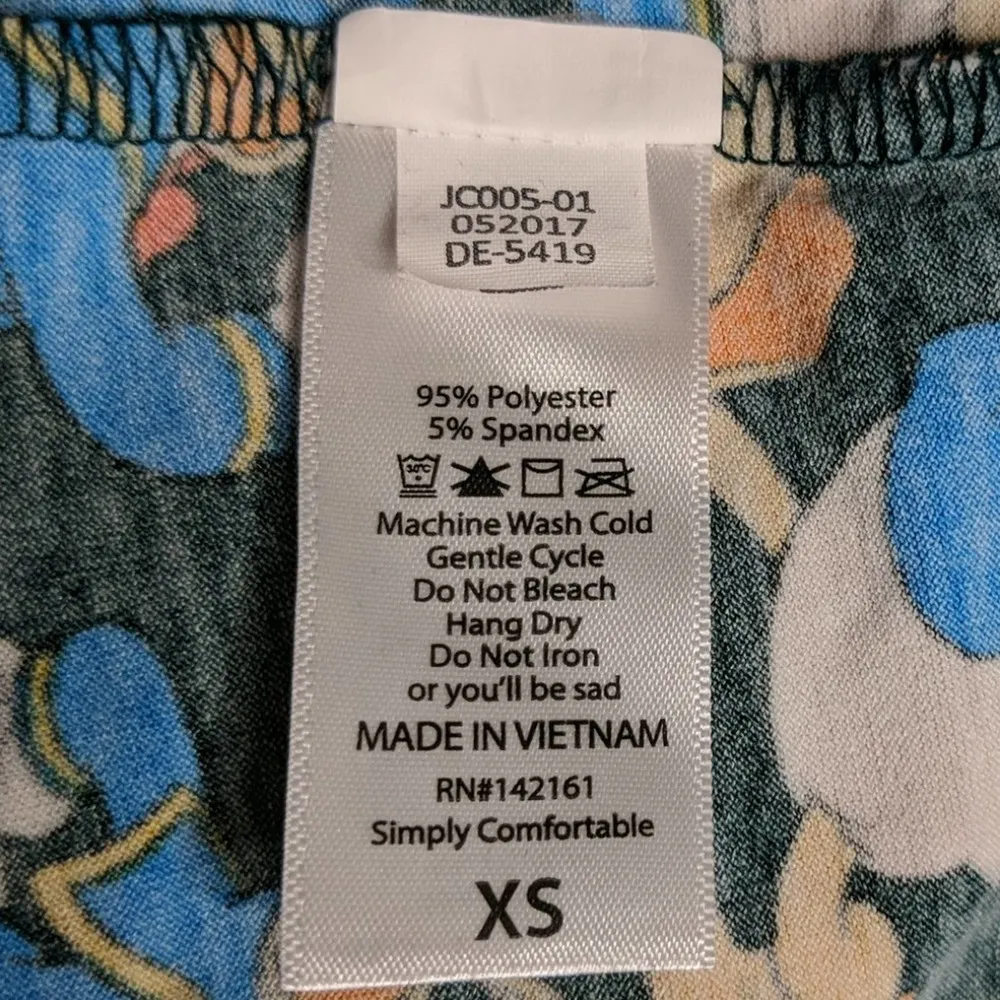 JC005-01
052017
DE-5419
95% Polyester
5% Spandex
30°C
Machine Wash Cold
Gentle Cycle
Do Not Bleach
Hang Dry
Do Not Iron
or you'll be sad
MADE IN VIETNAM
RN#142161
Simply Comfortable
XS